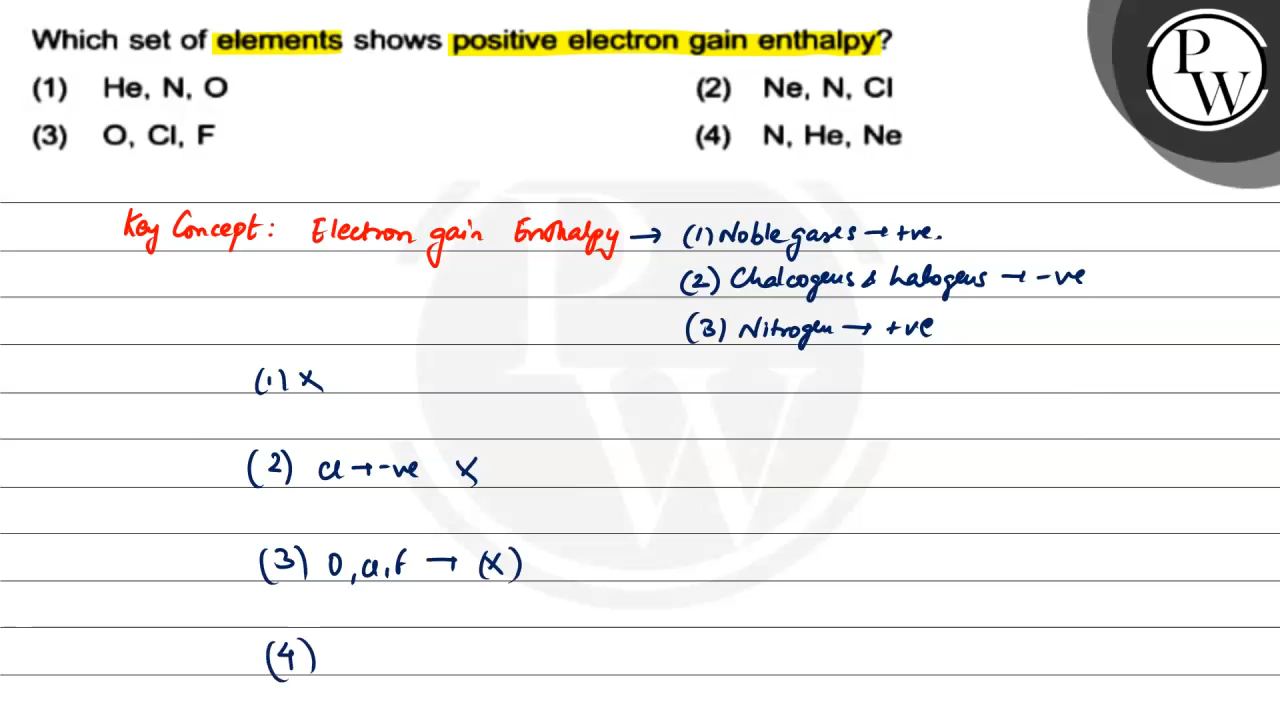 Which set of elements shows positive electron gain enthalpy?
(1) He, N, O (2) Ne, N, Cl
(3) O, Cl, F (4) N, He, Ne
P
W
Key Concept: Electron gain Enthalpy → (1) Noble gases → +ve.
(2) Chalcogens & halogens → -ve
(3) Nitrogen → +ve
(1) x
(2) Cl → -ve x
(3) O, Cl, F → (x)
(4)
P
W